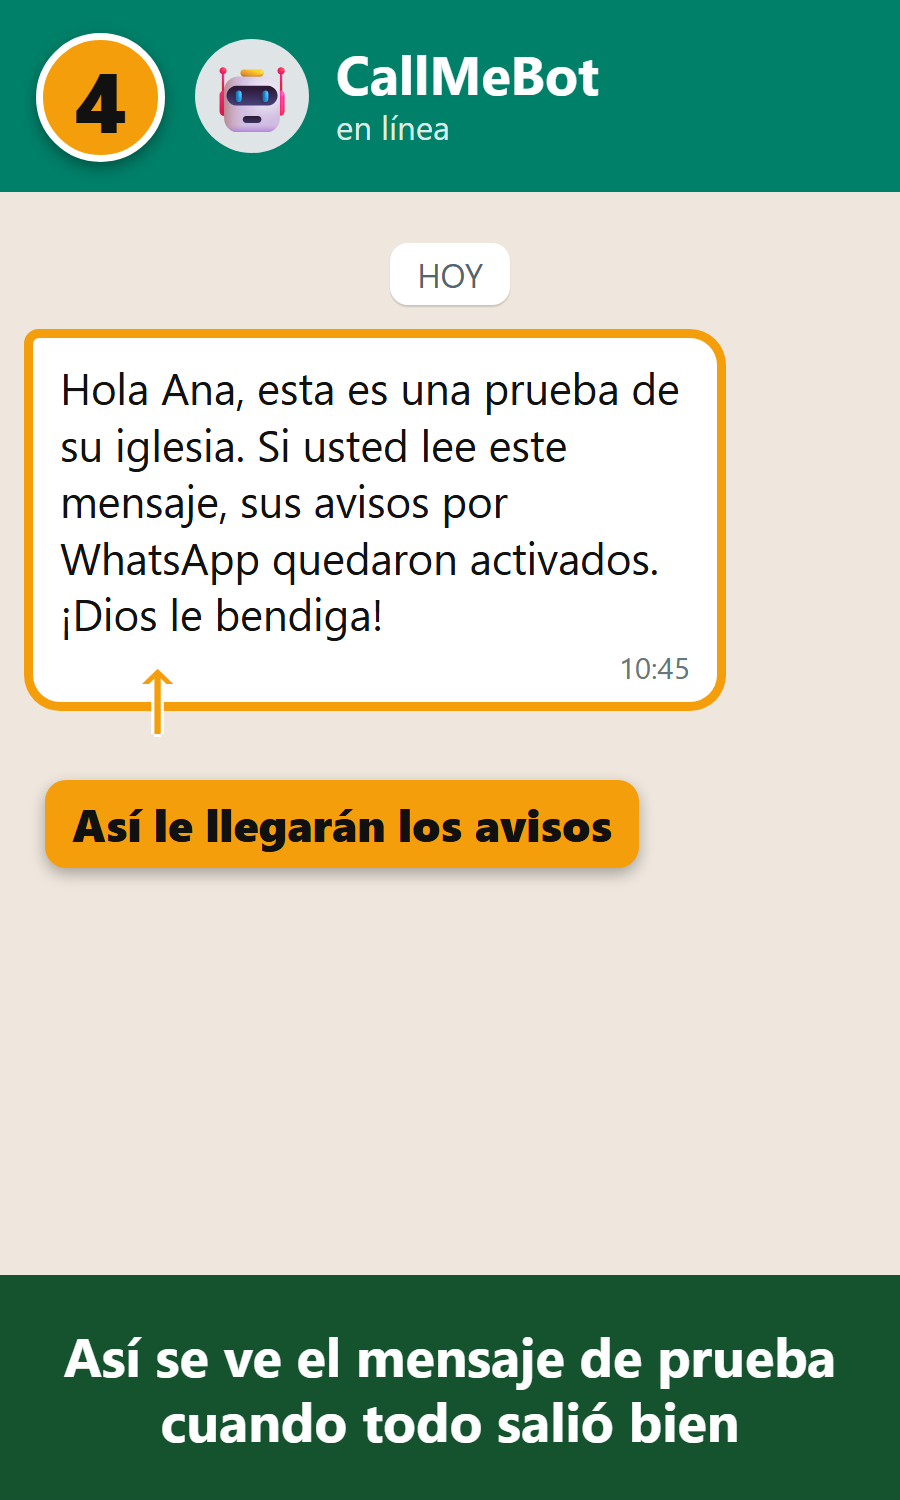 4
CallMeBot
en línea
HOY
Hola Ana, esta es una prueba de
su iglesia. Si usted lee este
mensaje, sus avisos por
WhatsApp quedaron activados.
¡Dios le bendiga!
10:45
Así le llegarán los avisos
Así se ve el mensaje de prueba
cuando todo salió bien